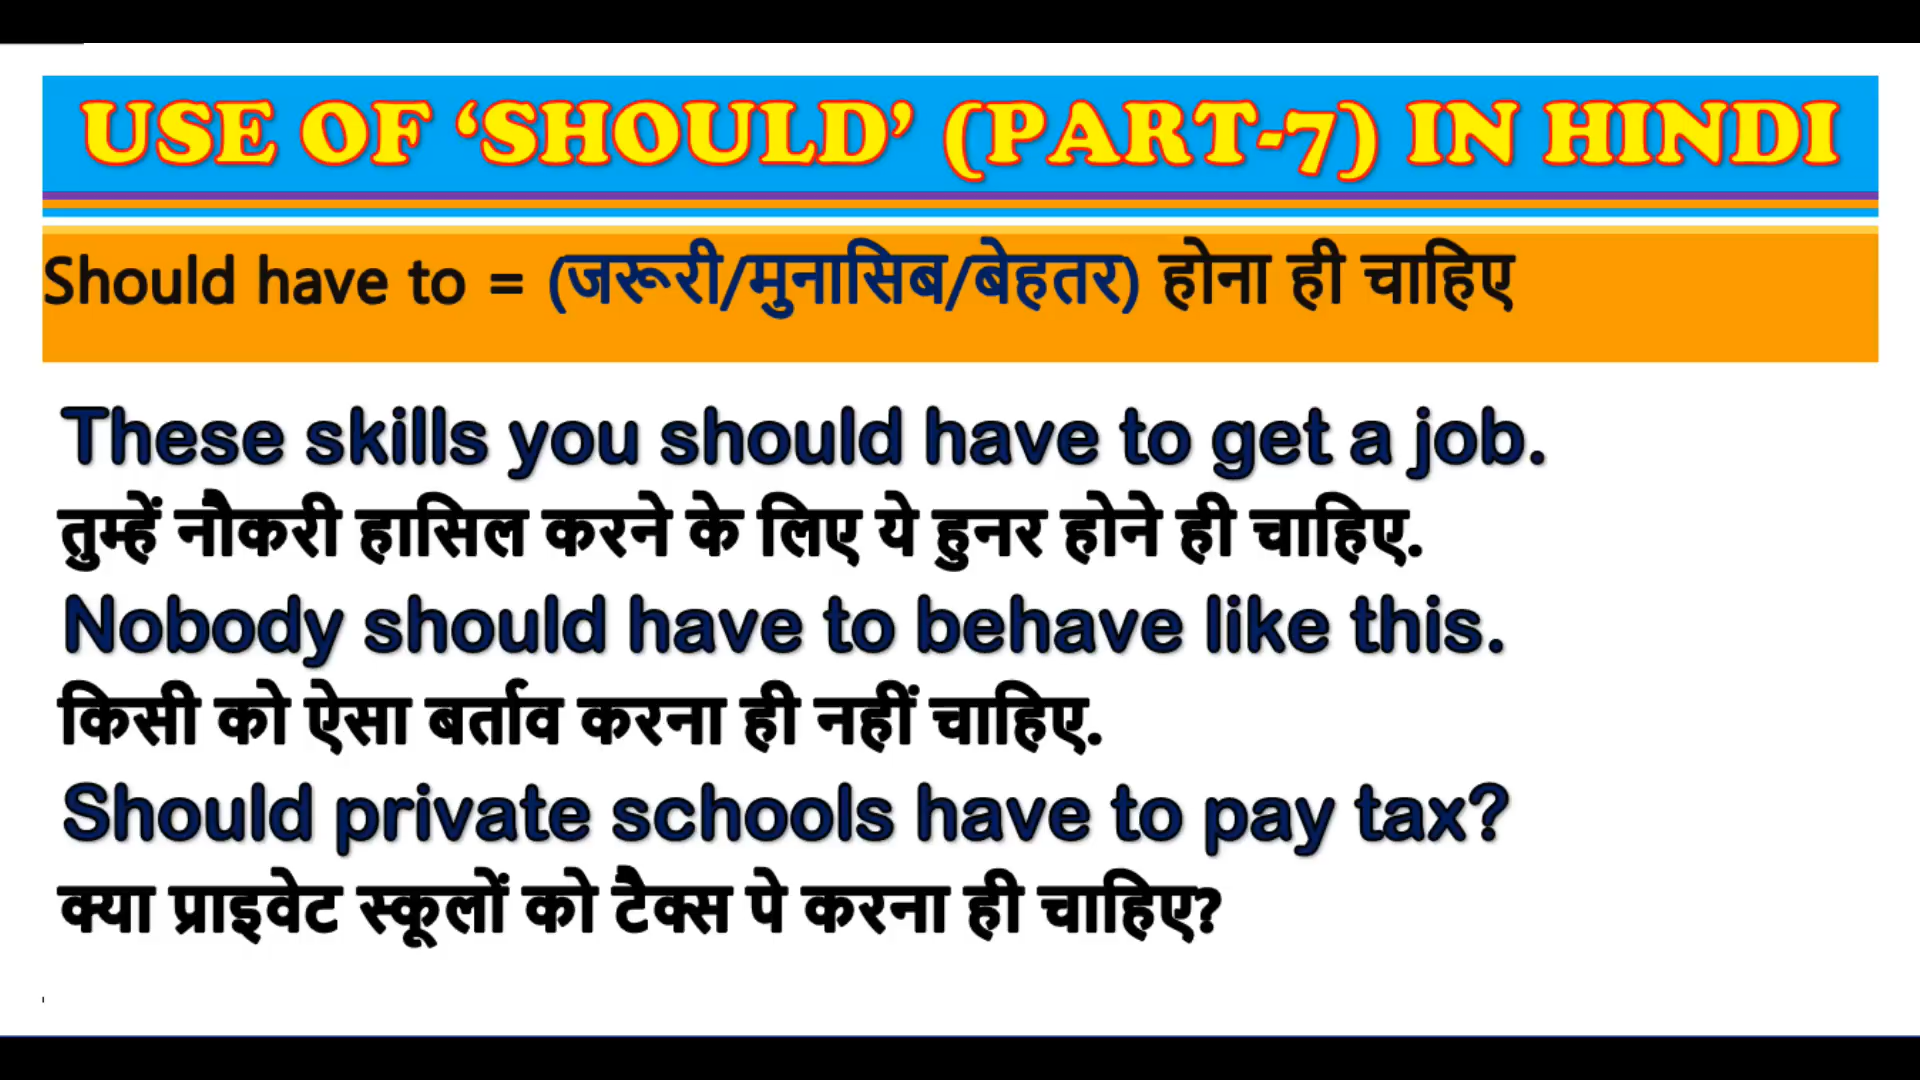 USE OF ‘SHOULD’ (PART-7) IN HINDI
Should have to = (जरूरी/मुनासिब/बेहतर) होना ही चाहिए
These skills you should have to get a job.
तुम्हें नौकरी हासिल करने के लिए ये हुनर होने ही चाहिए.
Nobody should have to behave like this.
किसी को ऐसा बर्ताव करना ही नहीं चाहिए.
Should private schools have to pay tax?
क्या प्राइवेट स्कूलों को टैक्स पे करना ही चाहिए?